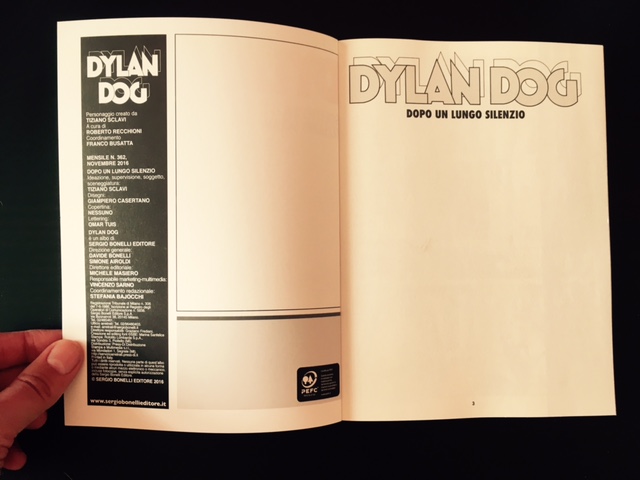 DYLAN
DOG
Personaggio creato da
TIZIANO SCLAVI
A cura di
ROBERTO RECCHIONI
Coordinamento
FRANCO BUSATTA
MENSILE N. 362,
NOVEMBRE 2016
DOPO UN LUNGO SILENZIO
Ideazione, supervisione, soggetto,
sceneggiatura:
TIZIANO SCLAVI
Disegni:
GIAMPIERO CASERTANO
Copertina:
NESSUNO
Lettering:
OMAR TUIS
DYLAN DOG
è un albo di
SERGIO BONELLI EDITORE
Direzione generale:
DAVIDE BONELLI
SIMONE AIROLDI
Direttore editoriale:
MICHELE MASIERO
Responsabile marketing-multimedia:
VINCENZO SARNO
Coordinamento redazionale:
STEFANIA BAJOCCHI
© SERGIO BONELLI EDITORE 2016
www.sergiobonellieditore.it
PEFC
DYLAN DOG
DOPO UN LUNGO SILENZIO
3